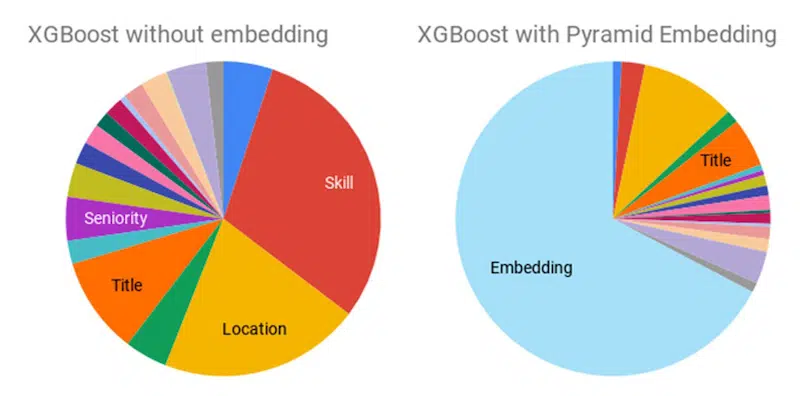 XGBoost without embedding
XGBoost with Pyramid Embedding
Skill
Seniority
Title
Location
Title
Embedding